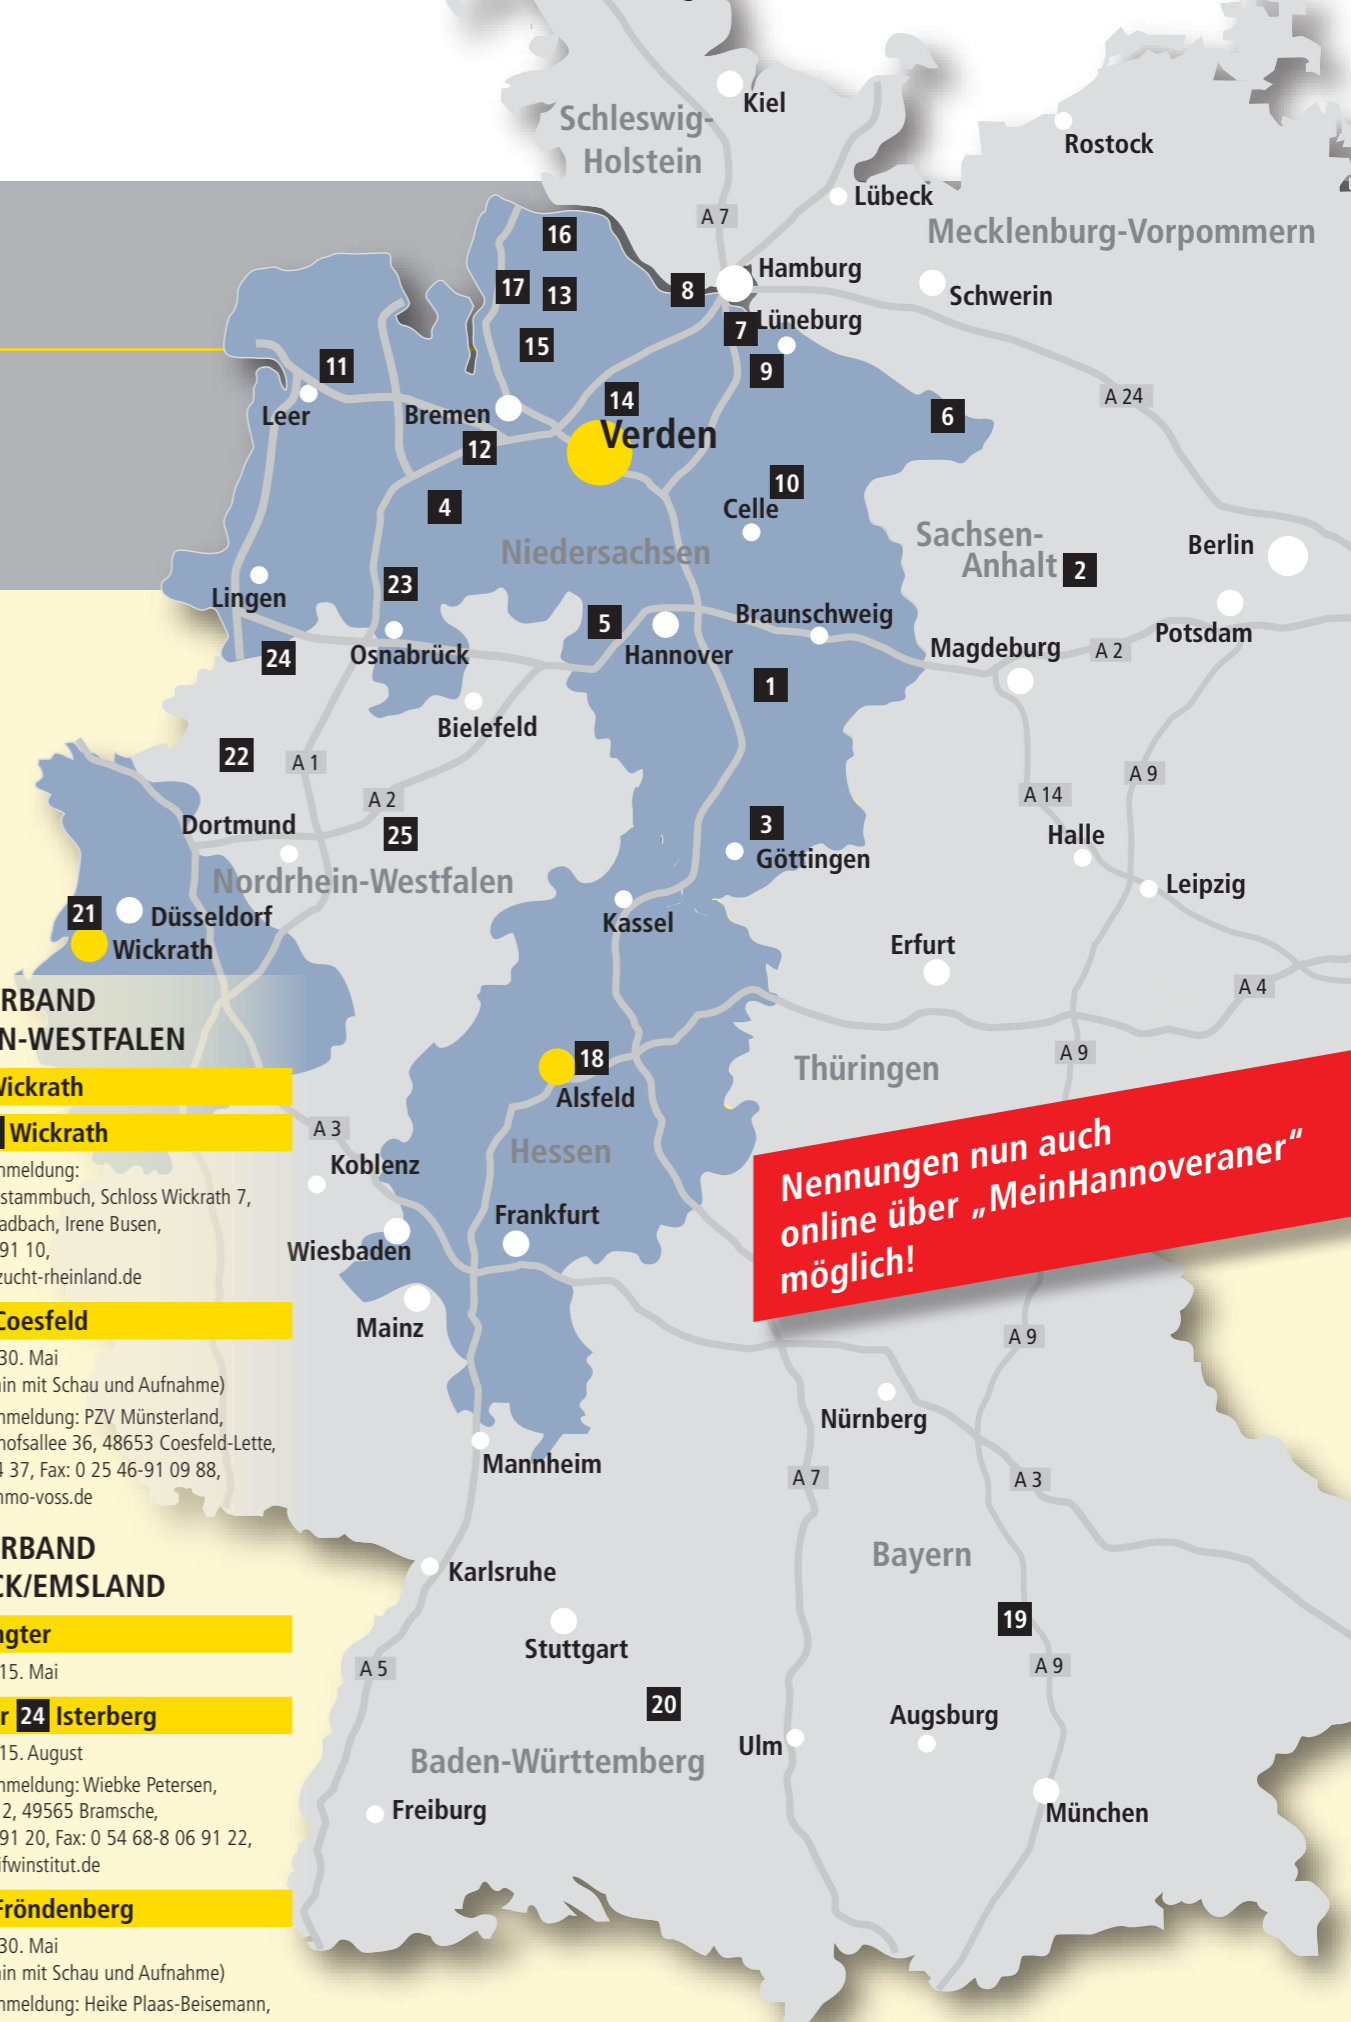 Kiel
Schleswig-
Holstein
Rostock
Lübeck
A 7
Mecklenburg-Vorpommern
16
Hamburg
17
13
8
Schwerin
7
Lüneburg
15
11
9
A 24
14
Leer
Bremen
6
Verden
12
10
4
Celle
Sachsen-
Anhalt
2
Berlin
Niedersachsen
23
Lingen
5
Braunschweig
Potsdam
24
Osnabrück
Hannover
Magdeburg
A 2
1
Bielefeld
22
A 1
A 9
A 2
A 14
Dortmund
25
3
Halle
Göttingen
Nordrhein-Westfalen
Leipzig
21
Düsseldorf
Kassel
Wickrath
Erfurt
A 4
18
A 9
Thüringen
Alsfeld
A 3
Hessen
Koblenz
Frankfurt
Wiesbaden
Mainz
Nennungen nun auch
online über „MeinHannoveraner“
möglich!
A 9
Nürnberg
Mannheim
A 7
A 3
Bayern
Karlsruhe
19
Stuttgart
A 5
A 9
20
Augsburg
Ulm
Baden-Württemberg
Freiburg
München
RBAND
N-WESTFALEN
Wickrath
Wickrath
nmeldung:
stammbuch, Schloss Wickrath 7,
adbach, Irene Busen,
91 10,
zucht-rheinland.de
Coesfeld
30. Mai
in mit Schau und Aufnahme)
nmeldung: PZV Münsterland,
hofsallee 36, 48653 Coesfeld-Lette,
4 37, Fax: 0 25 46-91 09 88,
mo-voss.de
RBAND
CK/EMSLAND
gter
15. Mai
r 24 Isterberg
15. August
nmeldung: Wiebke Petersen,
2, 49565 Bramsche,
91 20, Fax: 0 54 68-8 06 91 22,
ifwinstitut.de
Fröndenberg
30. Mai
in mit Schau und Aufnahme)
nmeldung: Heike Plaas-Beisemann,